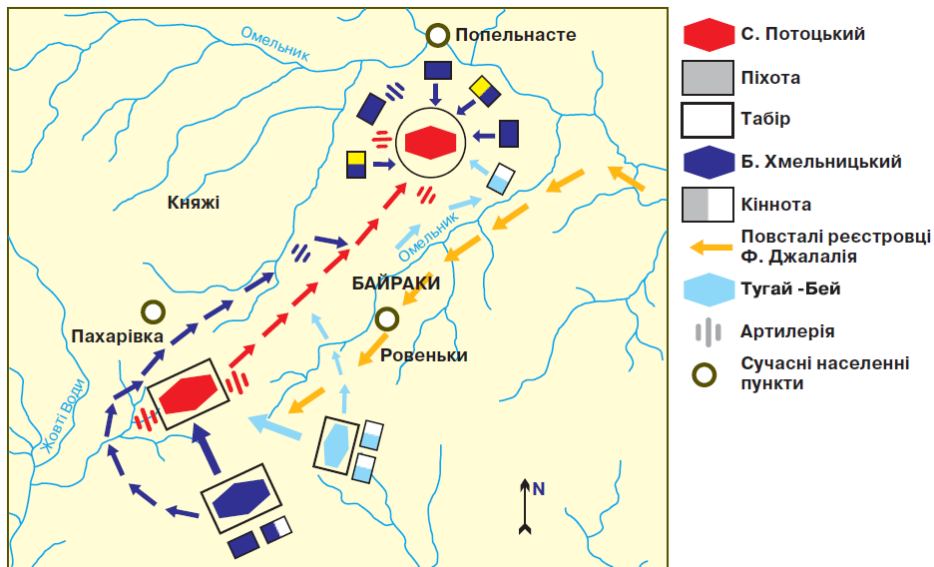 Омельник
Попельнасте
Княжі
Омельник
БАЙРАКИ
Пахарівка
Ровеньки
Жовті Води
N
С. Потоцький
Піхота
Табір
Б. Хмельницький
Кіннота
Повсталі реєстровці
Ф. Джалалія
Тугай -Бей
Артилерія
Сучасні населенні
пункти